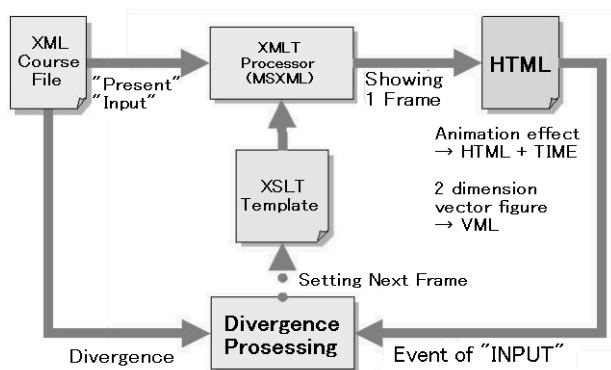 XML
Course
File
"Present"
"Input"
XMLT
Processor
(MSXML)
Showing
1 Frame
HTML
Animation effect
→ HTML + TIME
2 dimension
vector figure
→ VML
XSLT
Template
Setting Next Frame
Divergence
Prosessing
Divergence
Event of "INPUT"